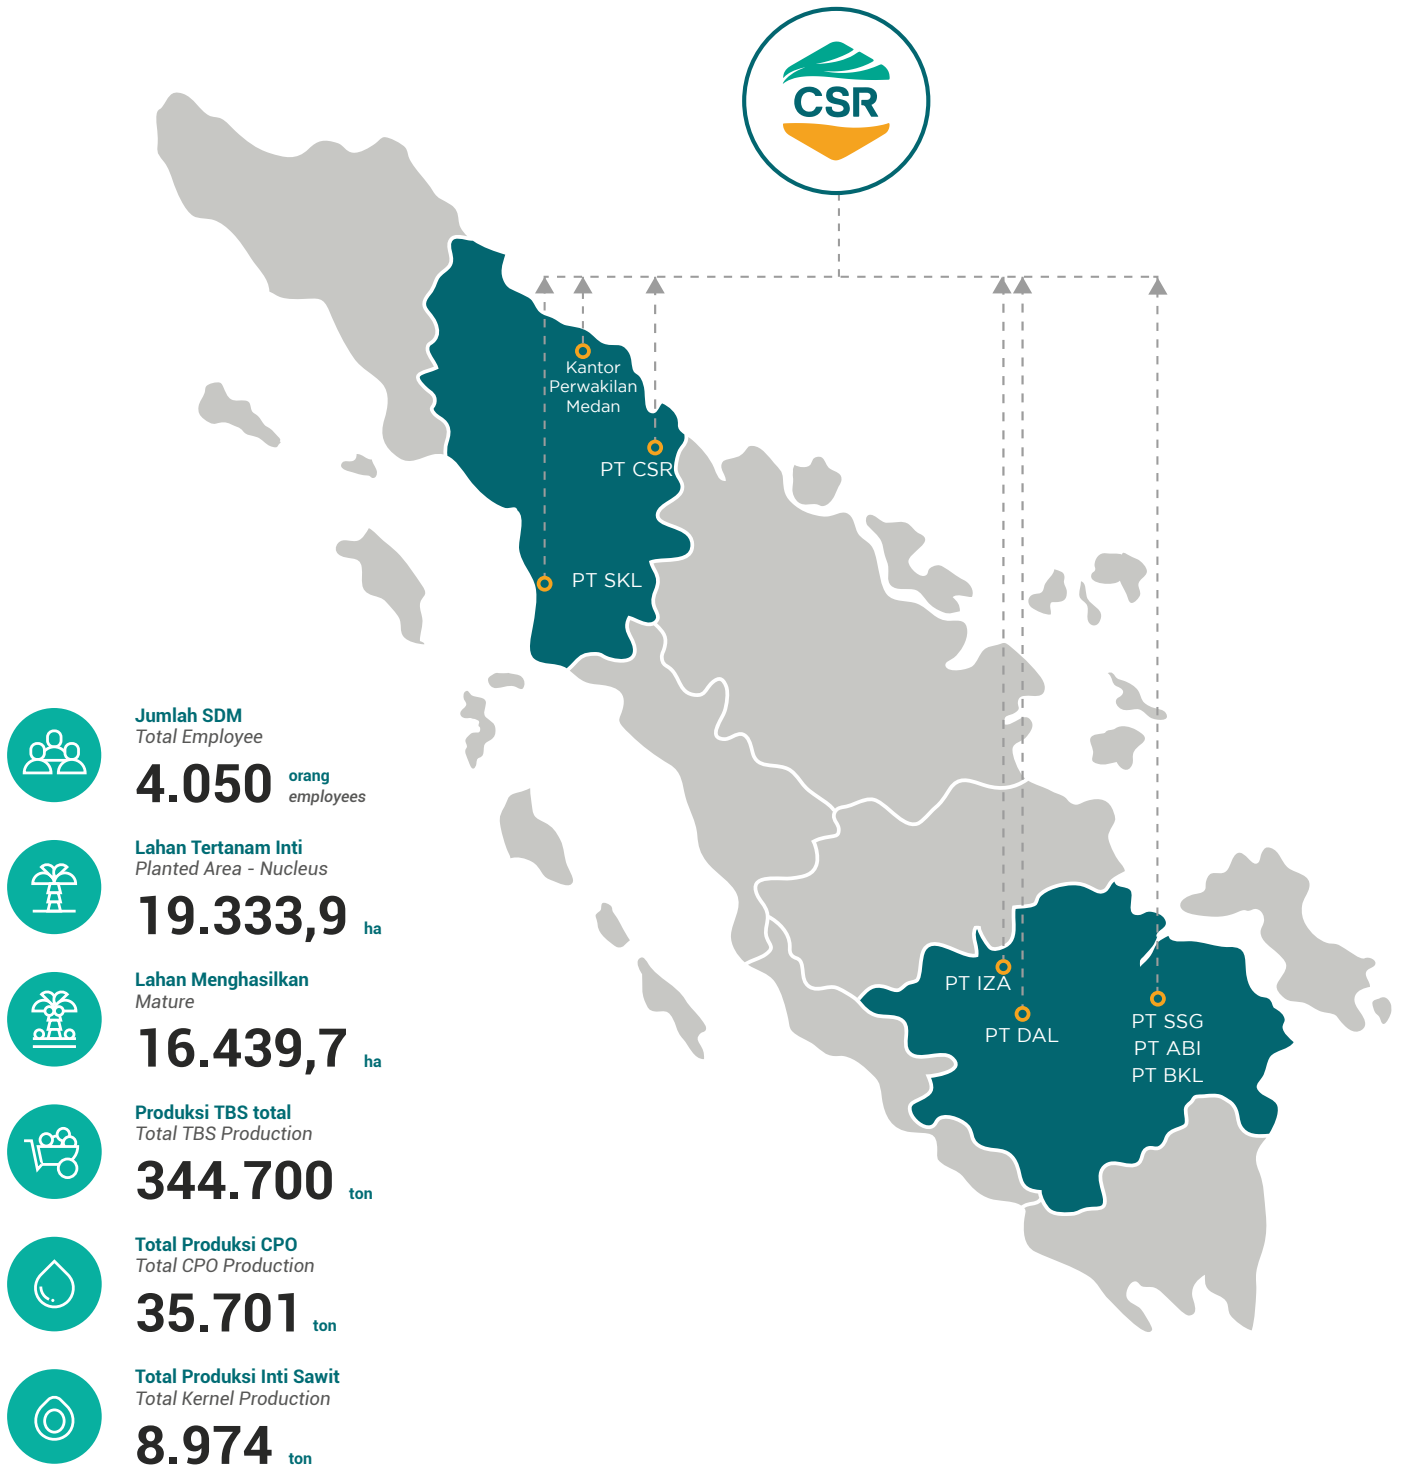 CSR
Kantor
Perwakilan
Medan
PT CSR
PT SKL
Jumlah SDM
Total Employee
4.050 orang
employees
Lahan Tertanam Inti
Planted Area - Nucleus
19.333,9 ha
Lahan Menghasilkan
Mature
16.439,7 ha
PT IZA
PT DAL
PT SSG
PT ABI
PT BKL
Produksi TBS total
Total TBS Production
344.700 ton
Total Produksi CPO
Total CPO Production
35.701 ton
Total Produksi Inti Sawit
Total Kernel Production
8.974 ton